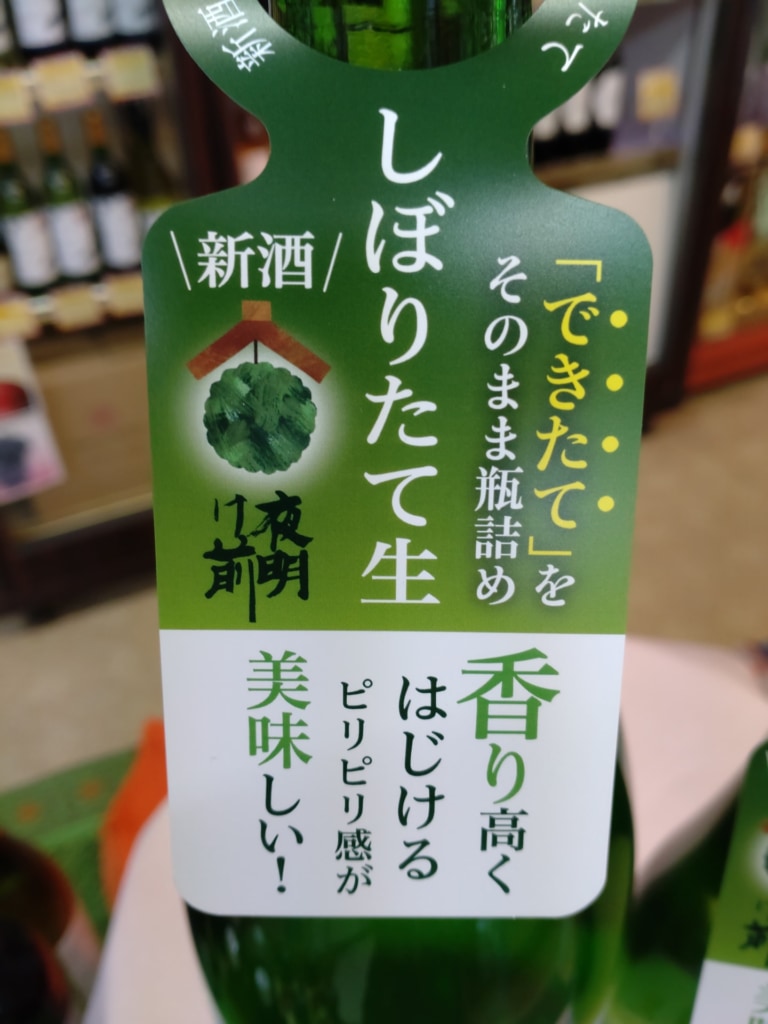 新酒
「できたて」を
そのまま瓶詰め
しぼりたて生
\新酒/
夜明
け前
香り高く
はじける
ピリピリ感が
美味しい!